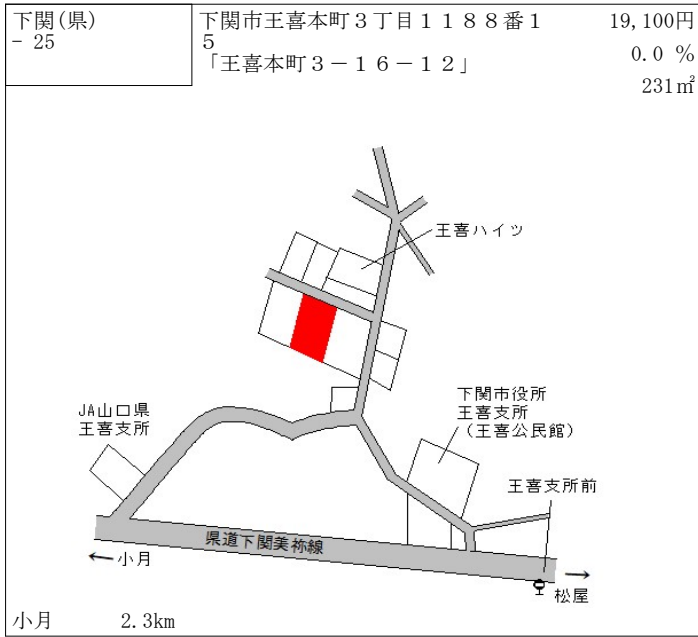 下関(県)
- 25
下関市王喜本町3丁目1188番1
5
「王喜本町3-16-12」
19,100円
0.0 %
231㎡
王喜ハイツ
JA山口県
王喜支所
下関市役所
王喜支所
(王喜公民館)
王喜支所前
県道下関美祢線
←小月
→
松屋
小月 2.3km